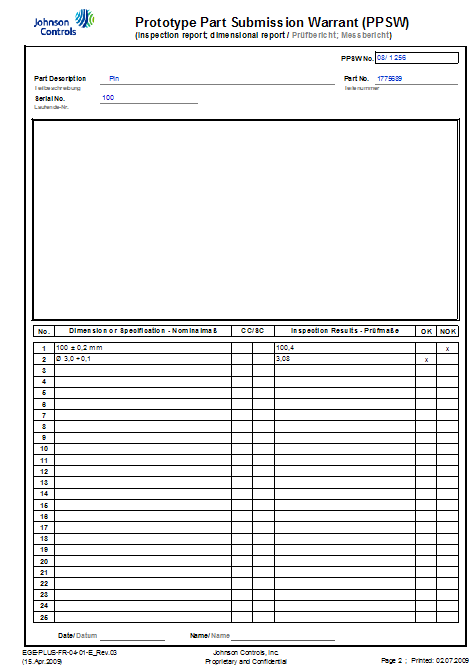 Johnson Controls
Prototype Part Submission Warrant (PPSW)
(Inspection report; dimensional report / Prüfbericht; Messbericht)
PPSW No. 08/1256
Part Description Pin Part No. 1775689
Teilbeschreibung Teilenummer
Serial No. 100
Laufende-Nr.
No. Dimension or Specification - Nominalmaß CC/SC Inspection Results - Prüfmaße OK NOK
1 100 ± 0,2 mm 100,4 x
2 Ø 3,0 +0,1 3,08 x
3
4
5
6
7
8
9
10
11
12
13
14
15
16
17
18
19
20
21
22
23
24
25
Date/ Datum Name/ Name
EGE-PLUS-FR-04-01-E_Rev.03 Johnson Controls, Inc.
(15.Apr.2009) Proprietary and Confidential Page 2 ; Printed: 02.07.2009